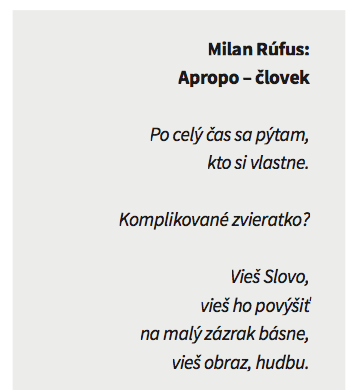 Milan Rúfus:
Apropo – človek
Po celý čas sa pýtam,
kto si vlastne.
Komplikované zvieratko?
Vieš Slovo,
vieš ho povýšiť
na malý zázrak básne,
vieš obraz, hudbu.